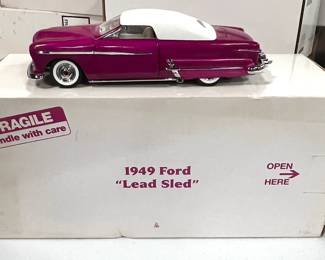 FRAGILE
handle with care
1949 Ford
“Lead Sled”
OPEN
HERE